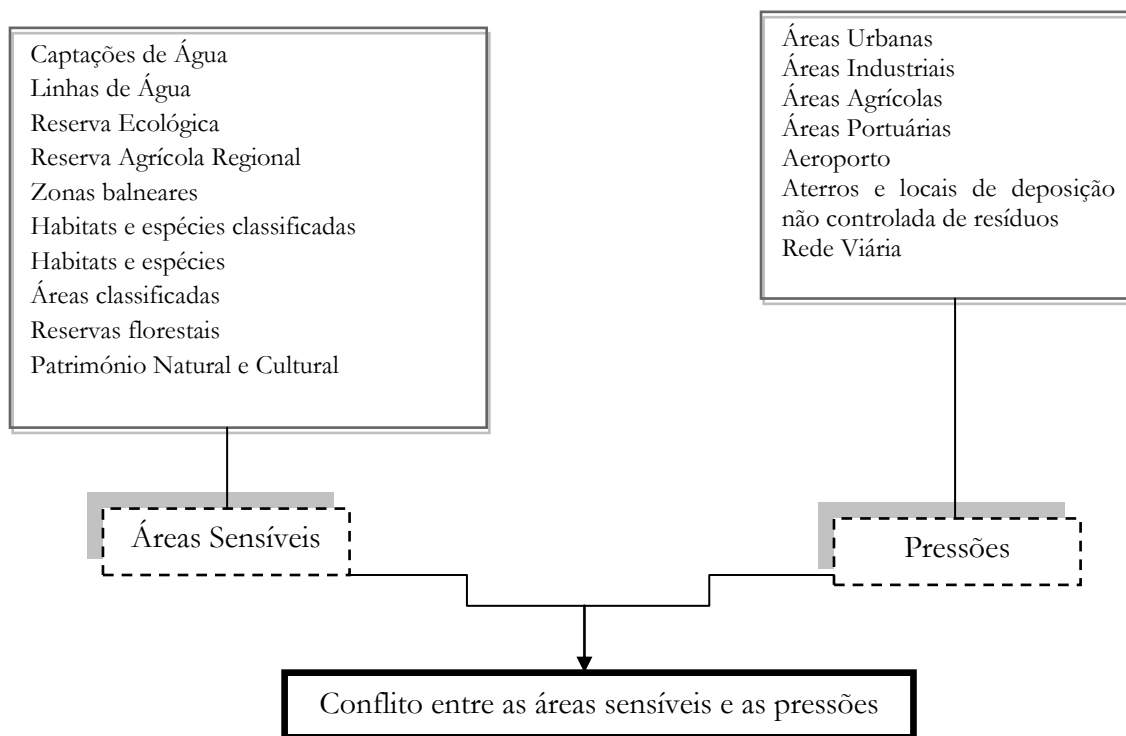 Captações de Água
Linhas de Água
Reserva Ecológica
Reserva Agrícola Regional
Zonas balneares
Habitats e espécies classificadas
Habitats e espécies
Áreas classificadas
Reservas florestais
Património Natural e Cultural
Áreas Urbanas
Áreas Industriais
Áreas Agrícolas
Áreas Portuárias
Aeroporto
Aterros e locais de deposição
não controlada de resíduos
Rede Viária
Áreas Sensíveis
Pressões
Conflito entre as áreas sensíveis e as pressões